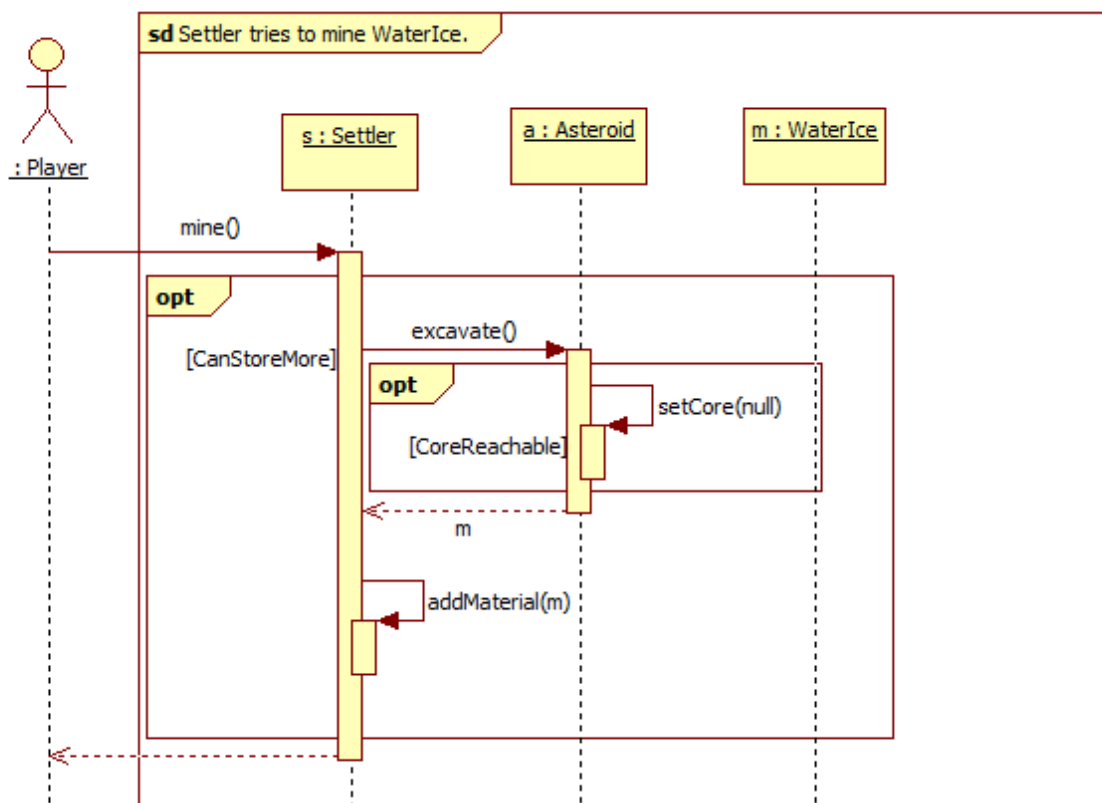 sd Settler tries to mine WaterIce.
: Player
s : Settler
a : Asteroid
m : WaterIce
mine()
opt
[CanStoreMore]
excavate()
opt
[CoreReachable]
setCore(null)
m
addMaterial(m)